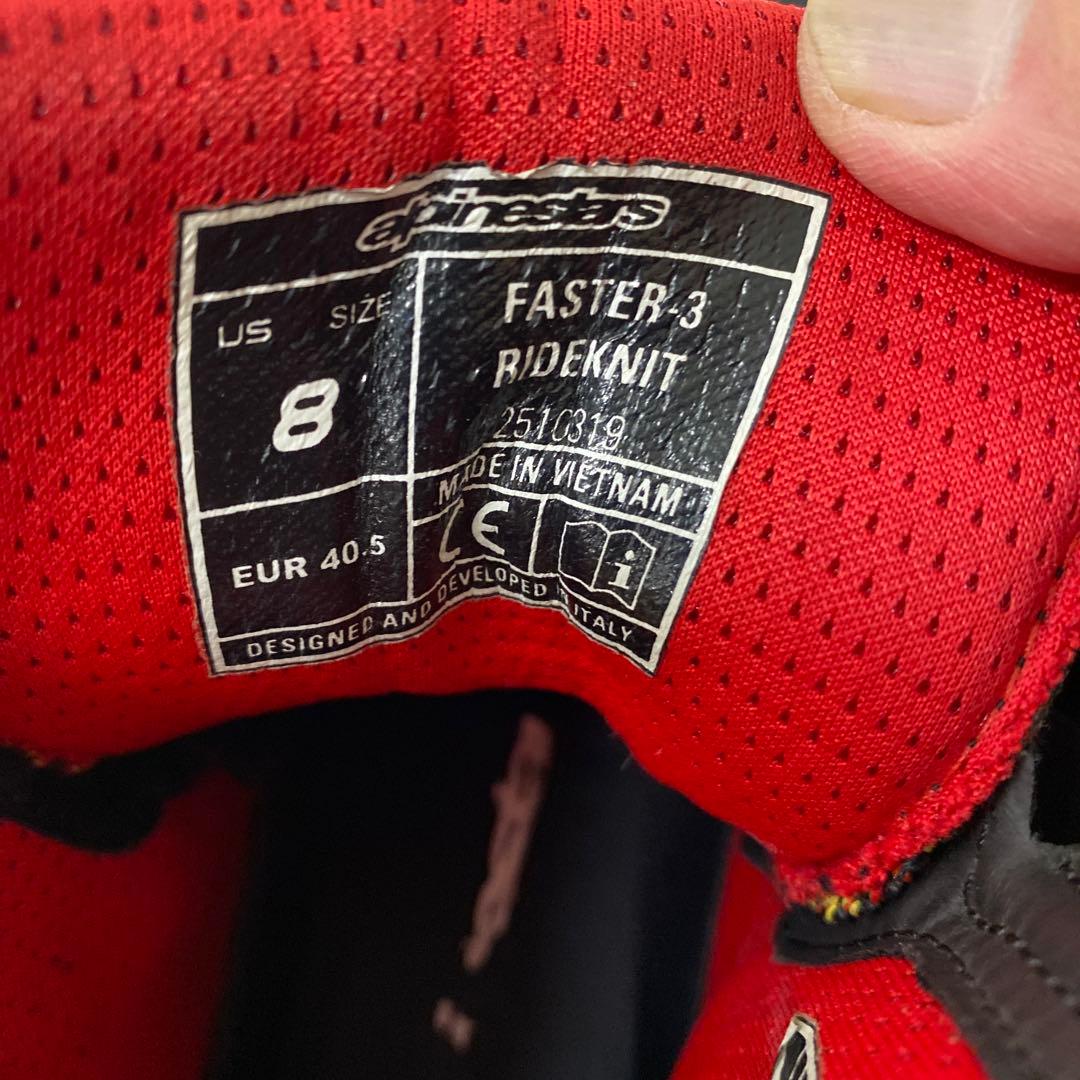 alpinestars
US SIZE
8
EUR 40.5
FASTER-3
RIDEKNIT
2510319
MADE IN VIETNAM
CE
i
DESIGNED AND DEVELOPED IN ITALY